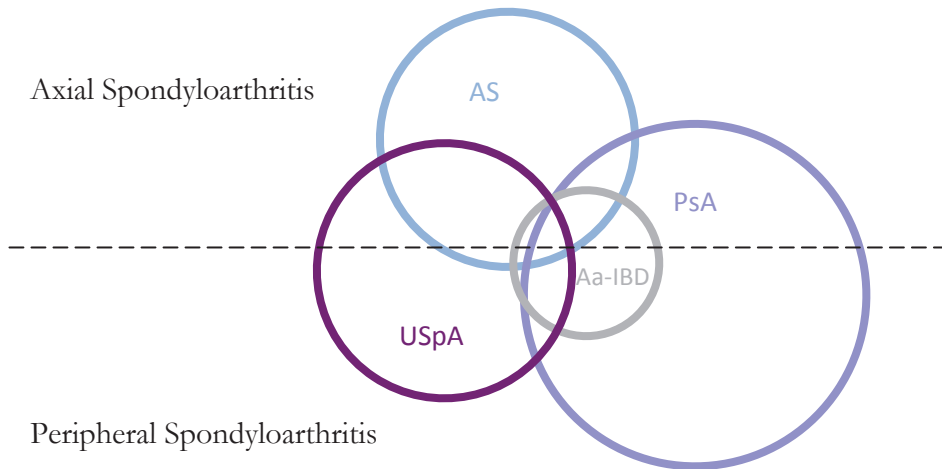 AS
Axial Spondyloarthritis
PsA
Aa-IBD
USpA
Peripheral Spondyloarthritis